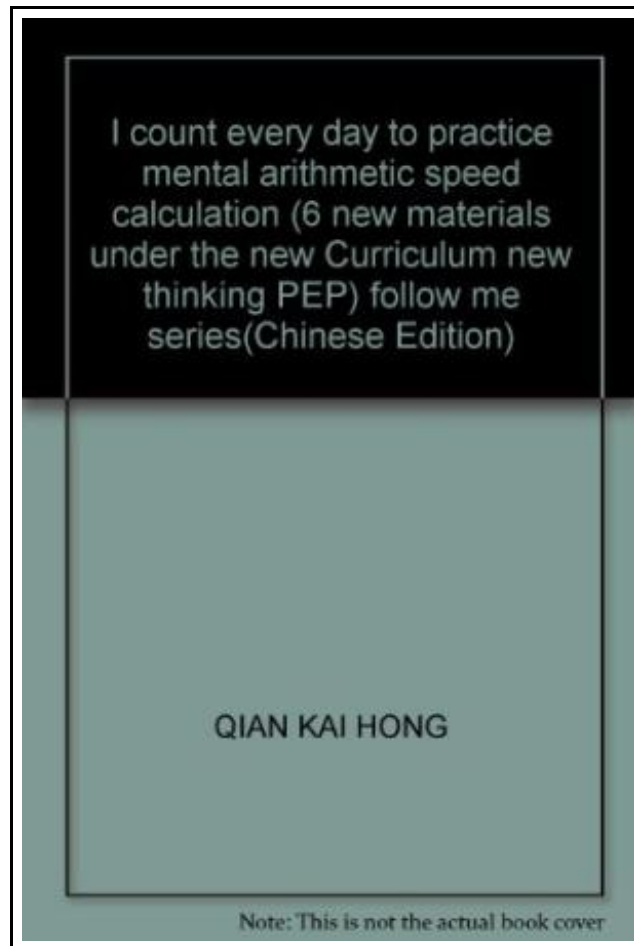 I count every day to practice
mental arithmetic speed
calculation (6 new materials
under the new Curriculum new
thinking PEP) follow me
series(Chinese Edition)
QIAN KAI HONG
Note: This is not the actual book cover